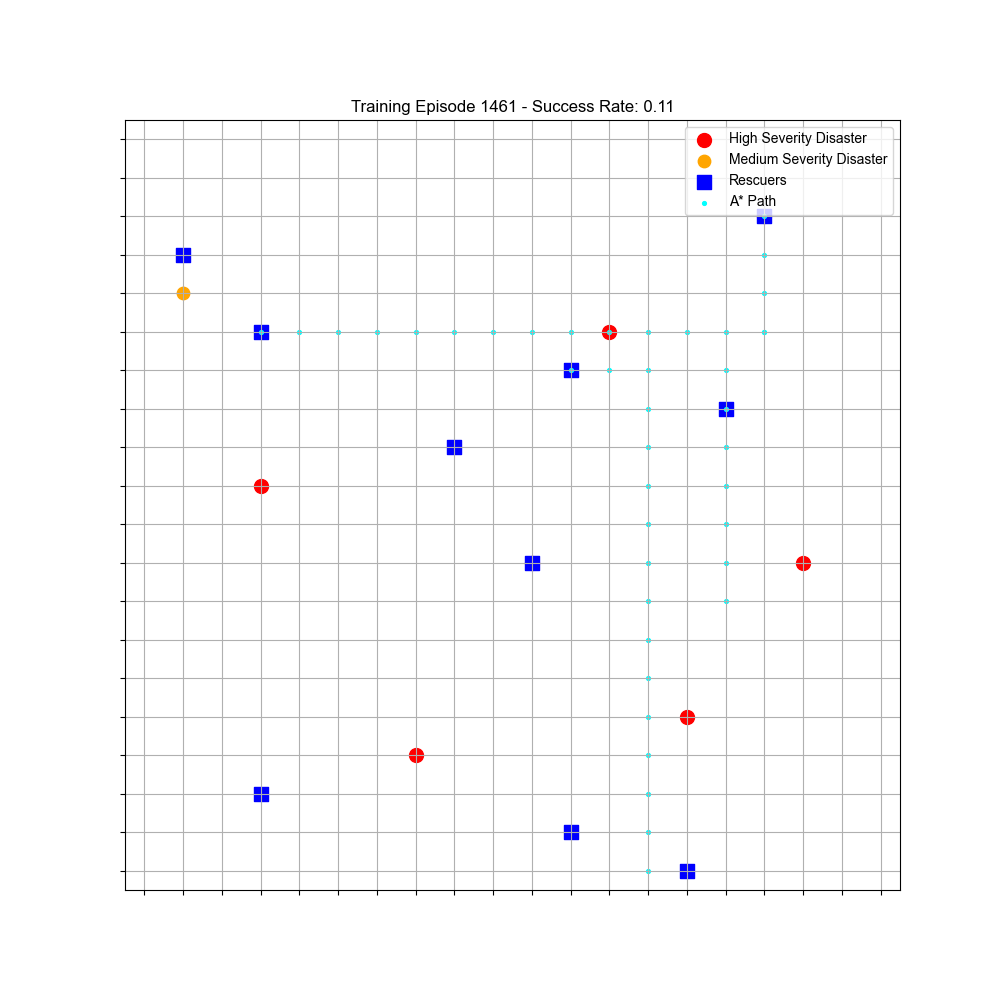 Training Episode 1461 - Success Rate: 0.11
High Severity Disaster
Medium Severity Disaster
Rescuers
A* Path